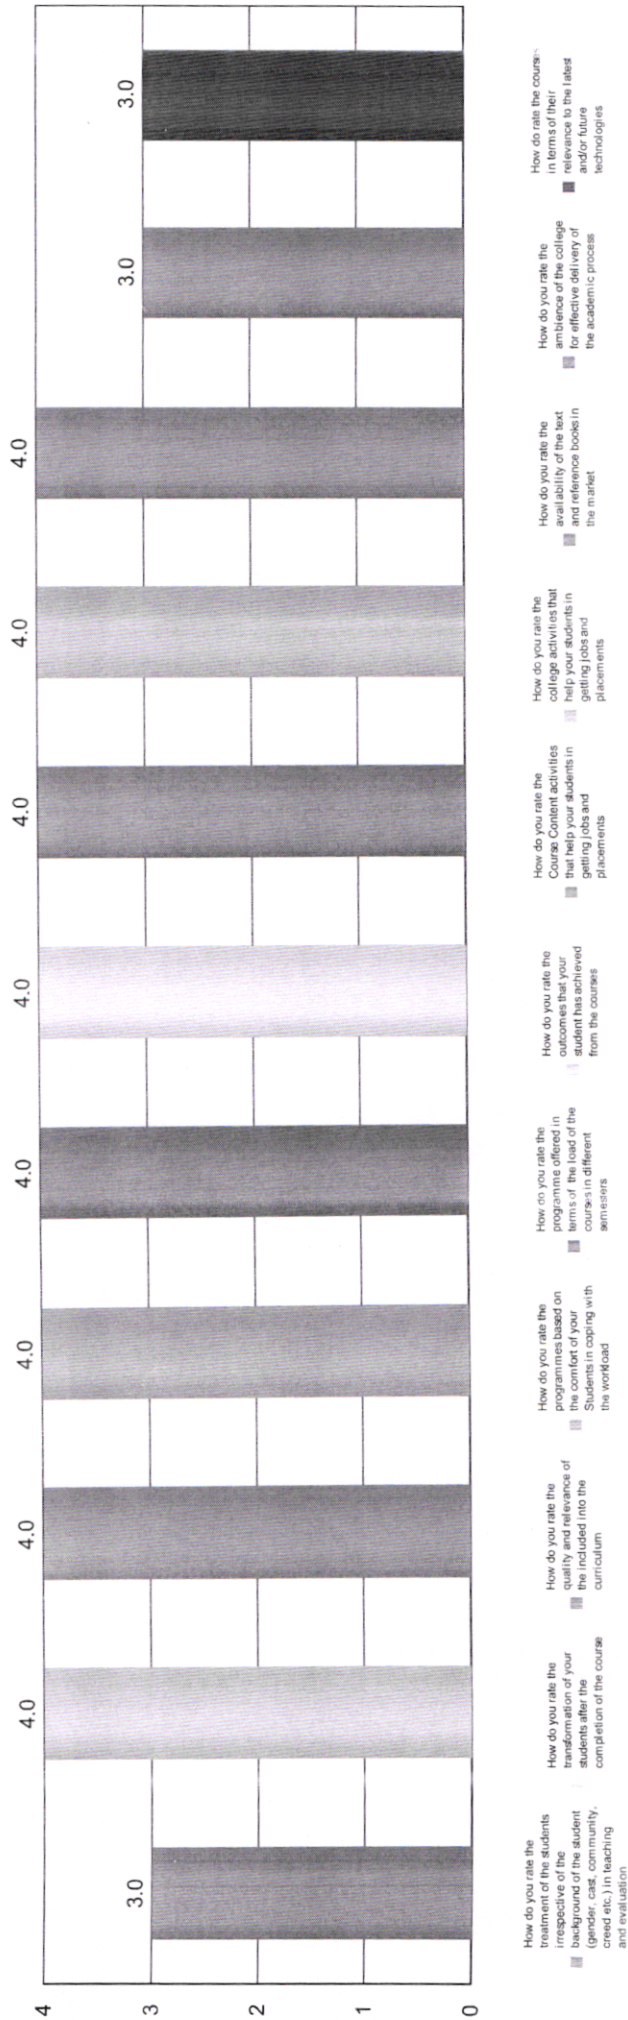 4
3
2
1
0
3.0
4.0
4.0
4.0
4.0
4.0
4.0
4.0
4.0
3.0
3.0
How do you rate the
treatment of the students
irrespective of the
background of the student
(gender, cast, community,
creed etc.) in teaching
and evaluation
How do you rate the
transformation of your
students after the
completion of the course
How do you rate the
quality and relevance of
the included into the
curriculum
How do you rate the
programmes based on
the comfort of your
Students in coping with
the workload
How do you rate the
programme offered in
terms of the load of the
courses in different
semesters
How do you rate the
outcomes that your
student has achieved
from the courses
How do you rate the
Course Content activities
that help your students in
getting jobs and
placements
How do you rate the
college activities that
help your students in
getting jobs and
placements
How do you rate the
availability of the text
and reference books in
the market
How do you rate the
ambience of the college
for effective delivery of
the academic process
How do rate the courses
in terms of their
relevance to the latest
and/or future
technologies